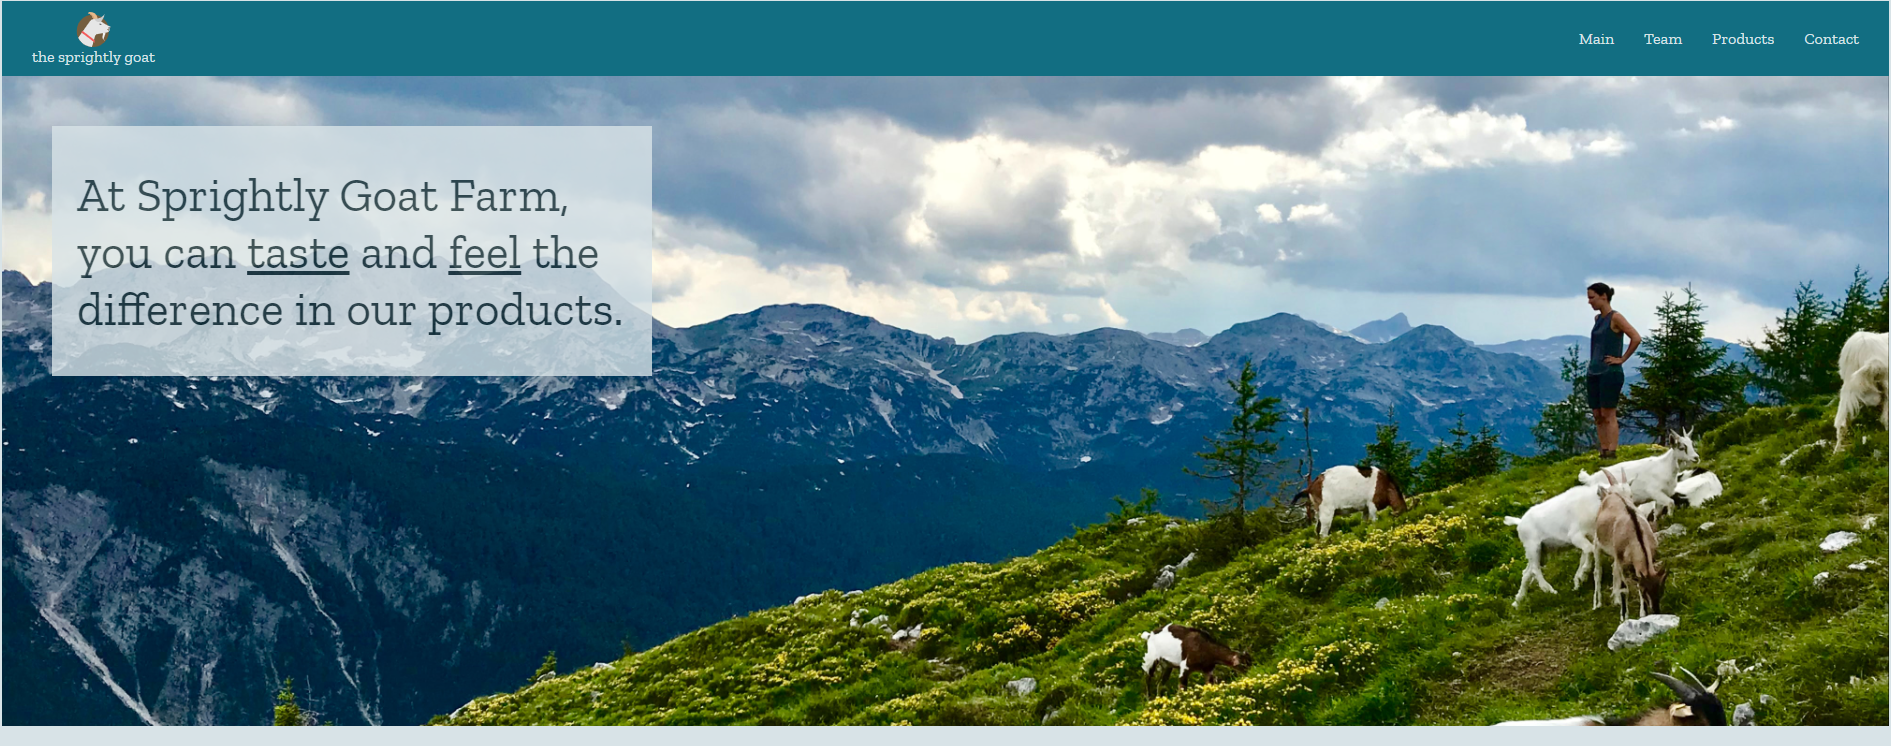 the sprightly goat
Main Team Products Contact
At Sprightly Goat Farm,
you can taste and feel the
difference in our products.